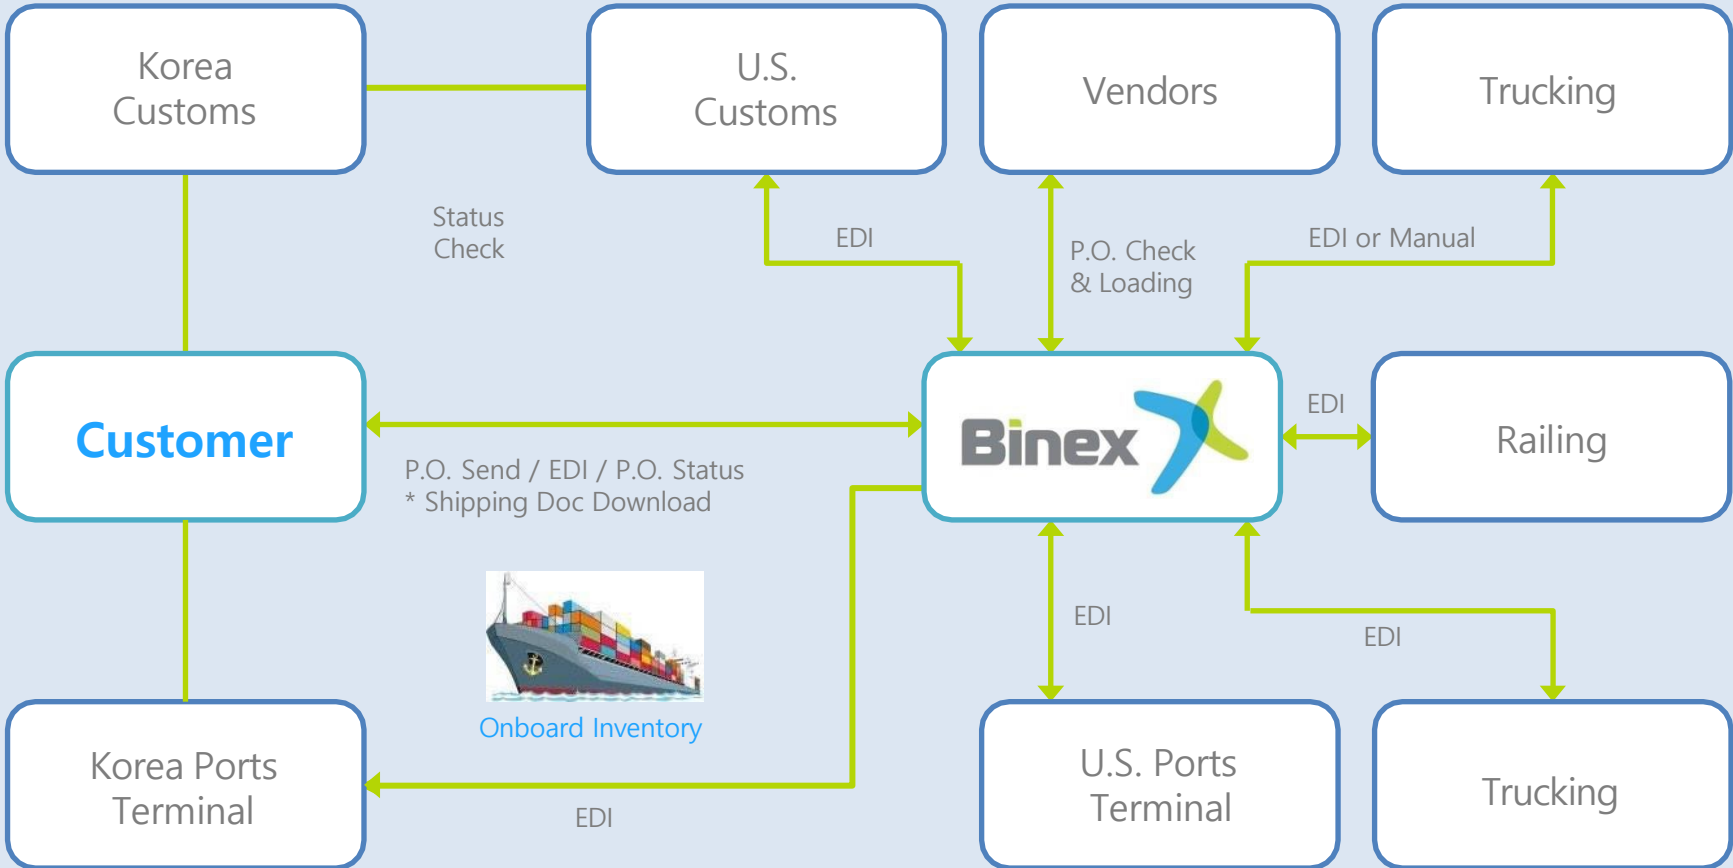 Korea
Customs
U.S.
Customs
Vendors
Trucking
Status
Check
EDI
P.O. Check
& Loading
EDI or Manual
Customer
P.O. Send / EDI / P.O. Status
* Shipping Doc Download
Binex
EDI
Railing
Onboard Inventory
EDI
EDI
Korea Ports
Terminal
EDI
U.S. Ports
Terminal
Trucking